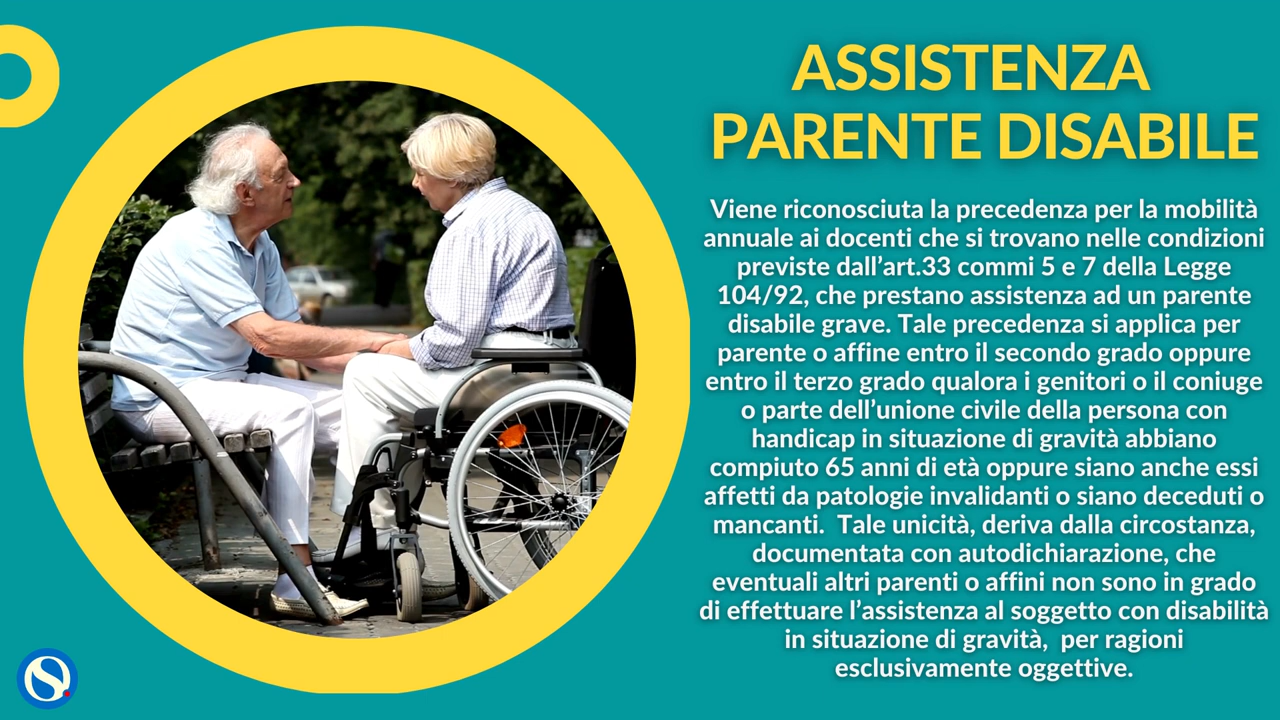 ASSISTENZA
PARENTE DISABILE
Viene riconosciuta la precedenza per la mobilità
annuale ai docenti che si trovano nelle condizioni
previste dall’art.33 commi 5 e 7 della Legge
104/92, che prestano assistenza ad un parente
disabile grave. Tale precedenza si applica per
parente o affine entro il secondo grado oppure
entro il terzo grado qualora i genitori o il coniuge
o parte dell’unione civile della persona con
handicap in situazione di gravità abbiano
compiuto 65 anni di età oppure siano anche essi
affetti da patologie invalidanti o siano deceduti o
mancanti.  Tale unicità, deriva dalla circostanza,
documentata con autodichiarazione, che
eventuali altri parenti o affini non sono in grado
di effettuare l’assistenza al soggetto con disabilità
in situazione di gravità,  per ragioni
esclusivamente oggettive.